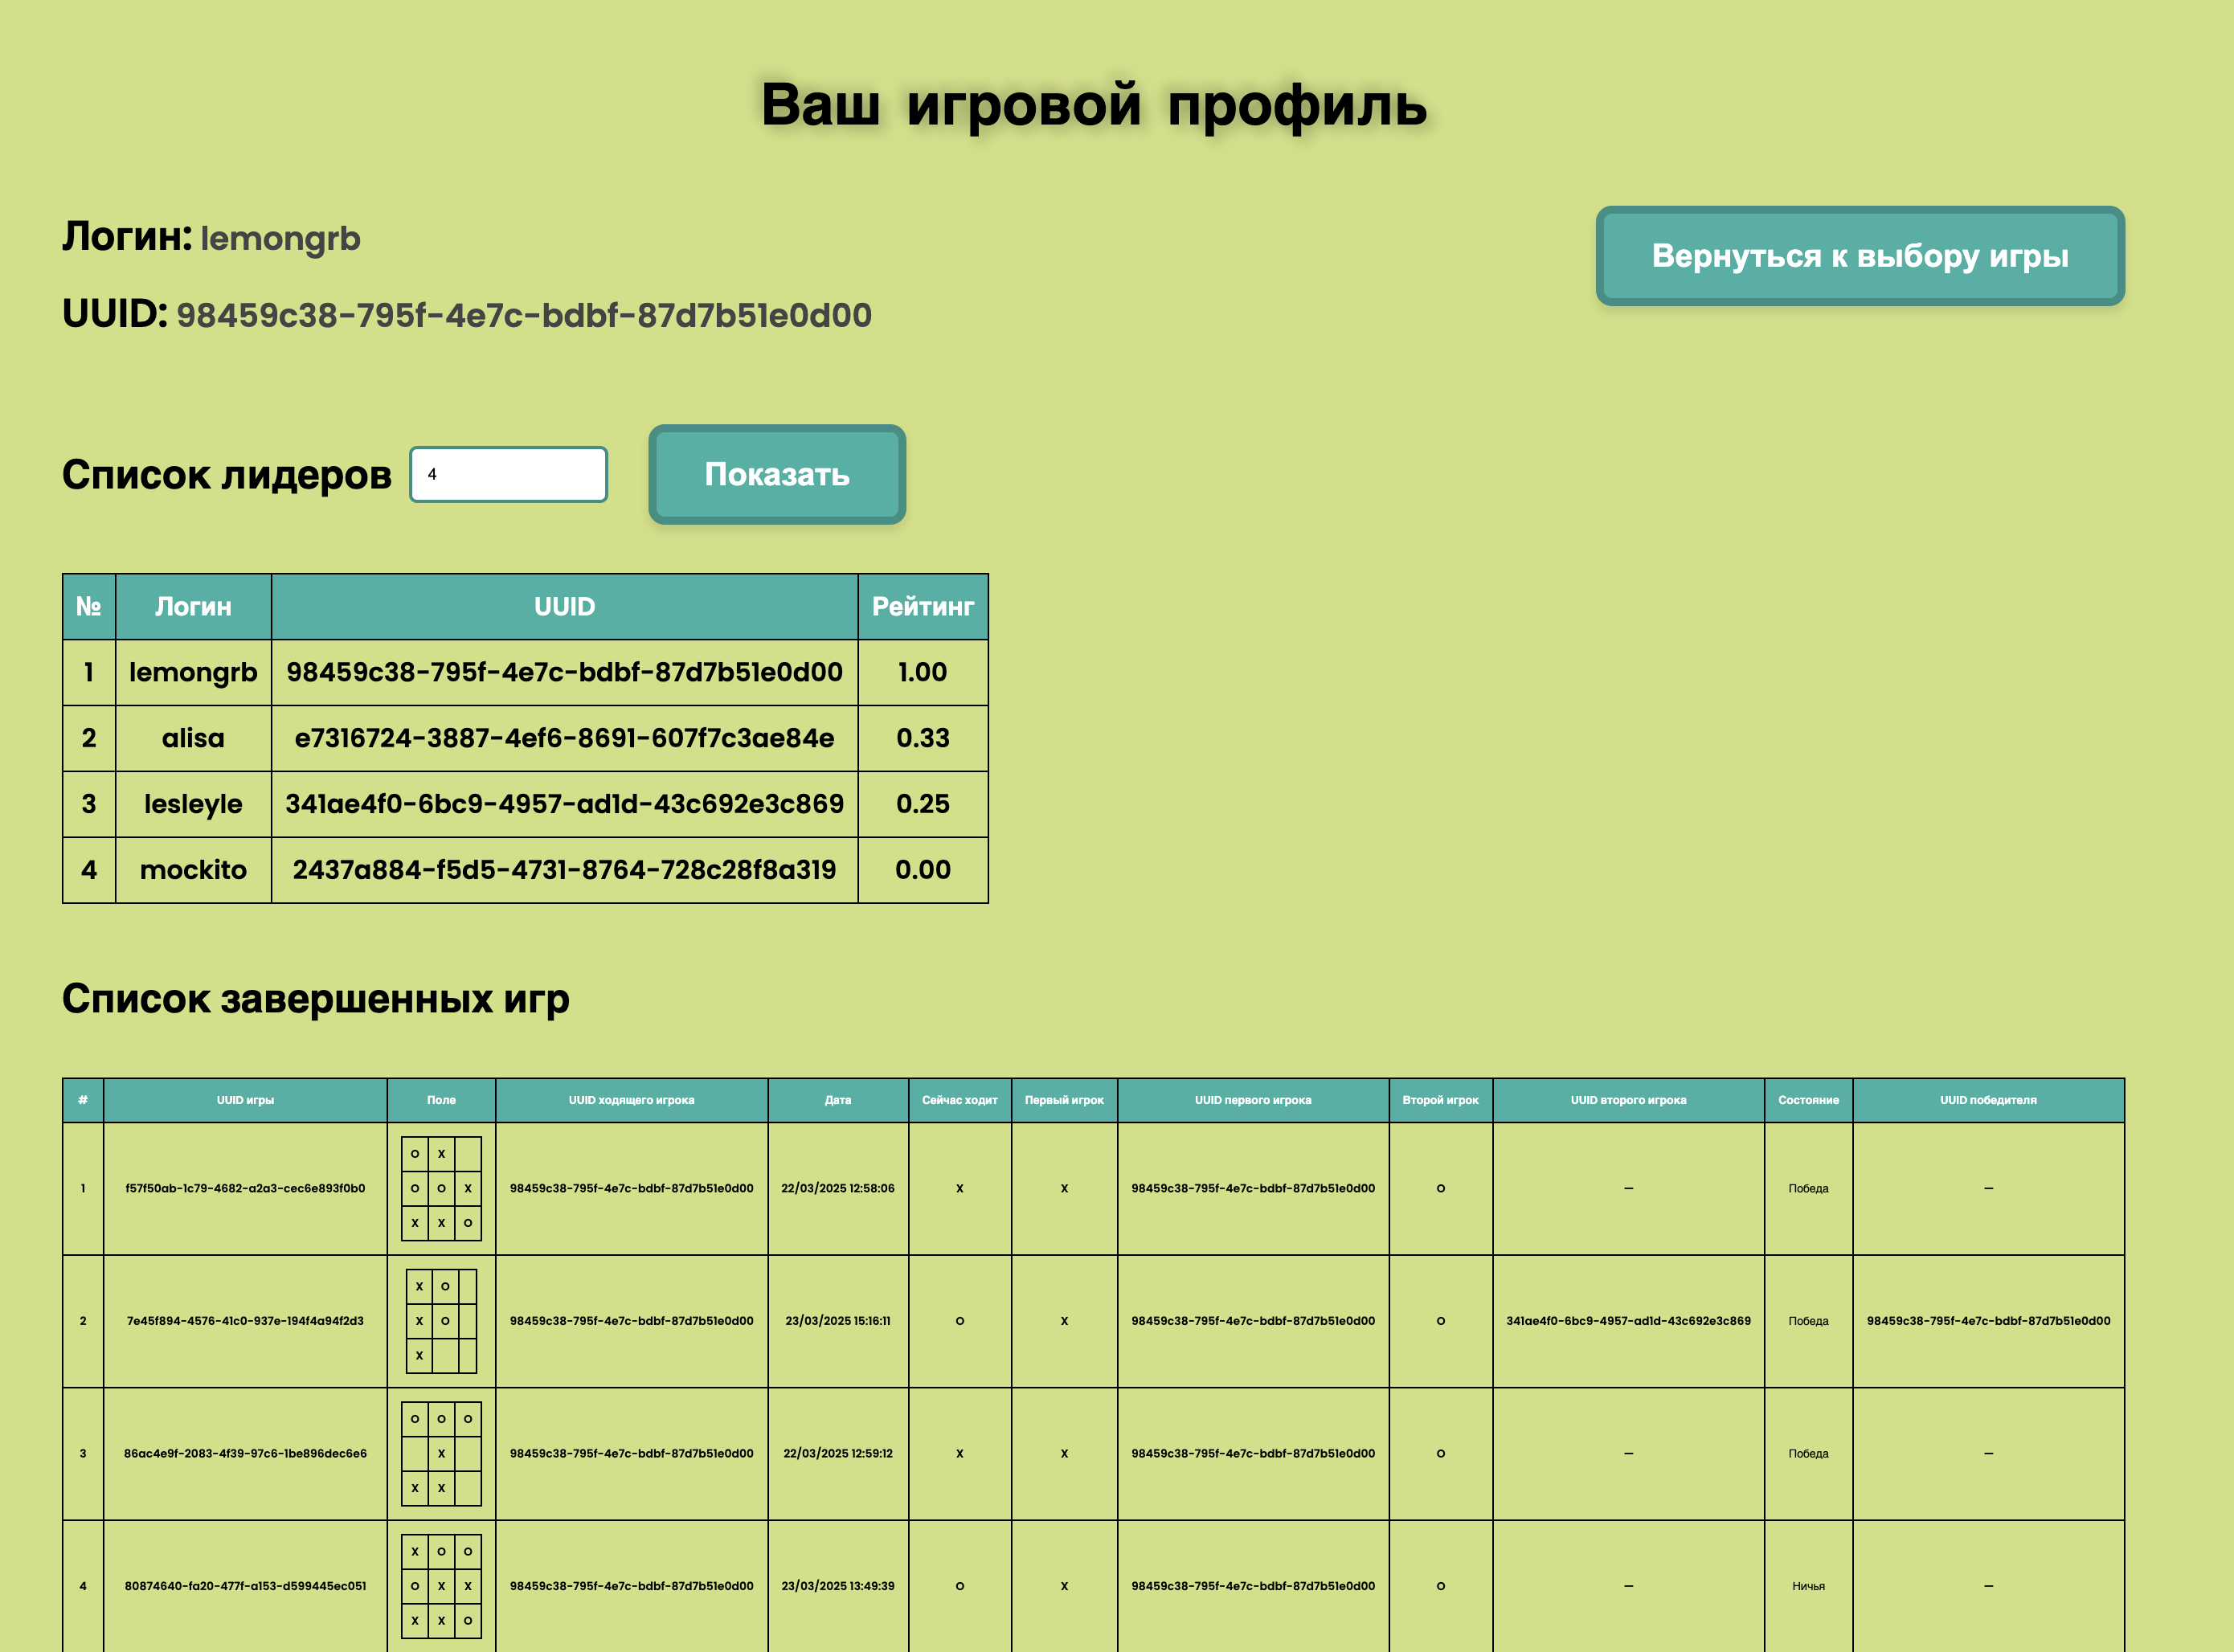 Ваш игровой профиль
Логин: lemongrb
Вернуться к выбору игры
UUID: 98459c38-795f-4e7c-bdbf-87d7b51e0d00
Список лидеров 4 Показать
№ Логин UUID Рейтинг
1 lemongrb 98459c38-795f-4e7c-bdbf-87d7b51e0d00 1.00
2 alisa e7316724-3887-4ef6-8691-607f7c3ae84e 0.33
3 lesleyle 341ae4f0-6bc9-4957-ad1d-43c692e3c869 0.25
4 mockito 2437a884-f5d5-4731-8764-728c28f8a319 0.00
Список завершенных игр
# UUID игры Поле UUID ходящего игрока Дата Сейчас ходит Первый игрок UUID первого игрока Второй игрок UUID второго игрока Состояние UUID победителя
O X
1 f57f50ab-1c79-4682-a2a3-cec6e893f0b0 O O X 98459c38-795f-4e7c-bdbf-87d7b51e0d00 22/03/2025 12:58:06 X X 98459c38-795f-4e7c-bdbf-87d7b51e0d00 O — Победа —
X X O
X O
2 7e45f894-4576-41c0-937e-194f4a94f2d3 X O 98459c38-795f-4e7c-bdbf-87d7b51e0d00 23/03/2025 15:16:11 O X 98459c38-795f-4e7c-bdbf-87d7b51e0d00 O 341ae4f0-6bc9-4957-ad1d-43c692e3c869 Победа 98459c38-795f-4e7c-bdbf-87d7b51e0d00
X
O O O
3 86ac4e9f-2083-4f39-97c6-1be896dec6e6 X 98459c38-795f-4e7c-bdbf-87d7b51e0d00 22/03/2025 12:59:12 X X 98459c38-795f-4e7c-bdbf-87d7b51e0d00 O — Победа —
X X
X O O
4 80874640-fa20-477f-a153-d599445ec051 O X X 98459c38-795f-4e7c-bdbf-87d7b51e0d00 23/03/2025 13:49:39 O X 98459c38-795f-4e7c-bdbf-87d7b51e0d00 O — Ничья —
X X O